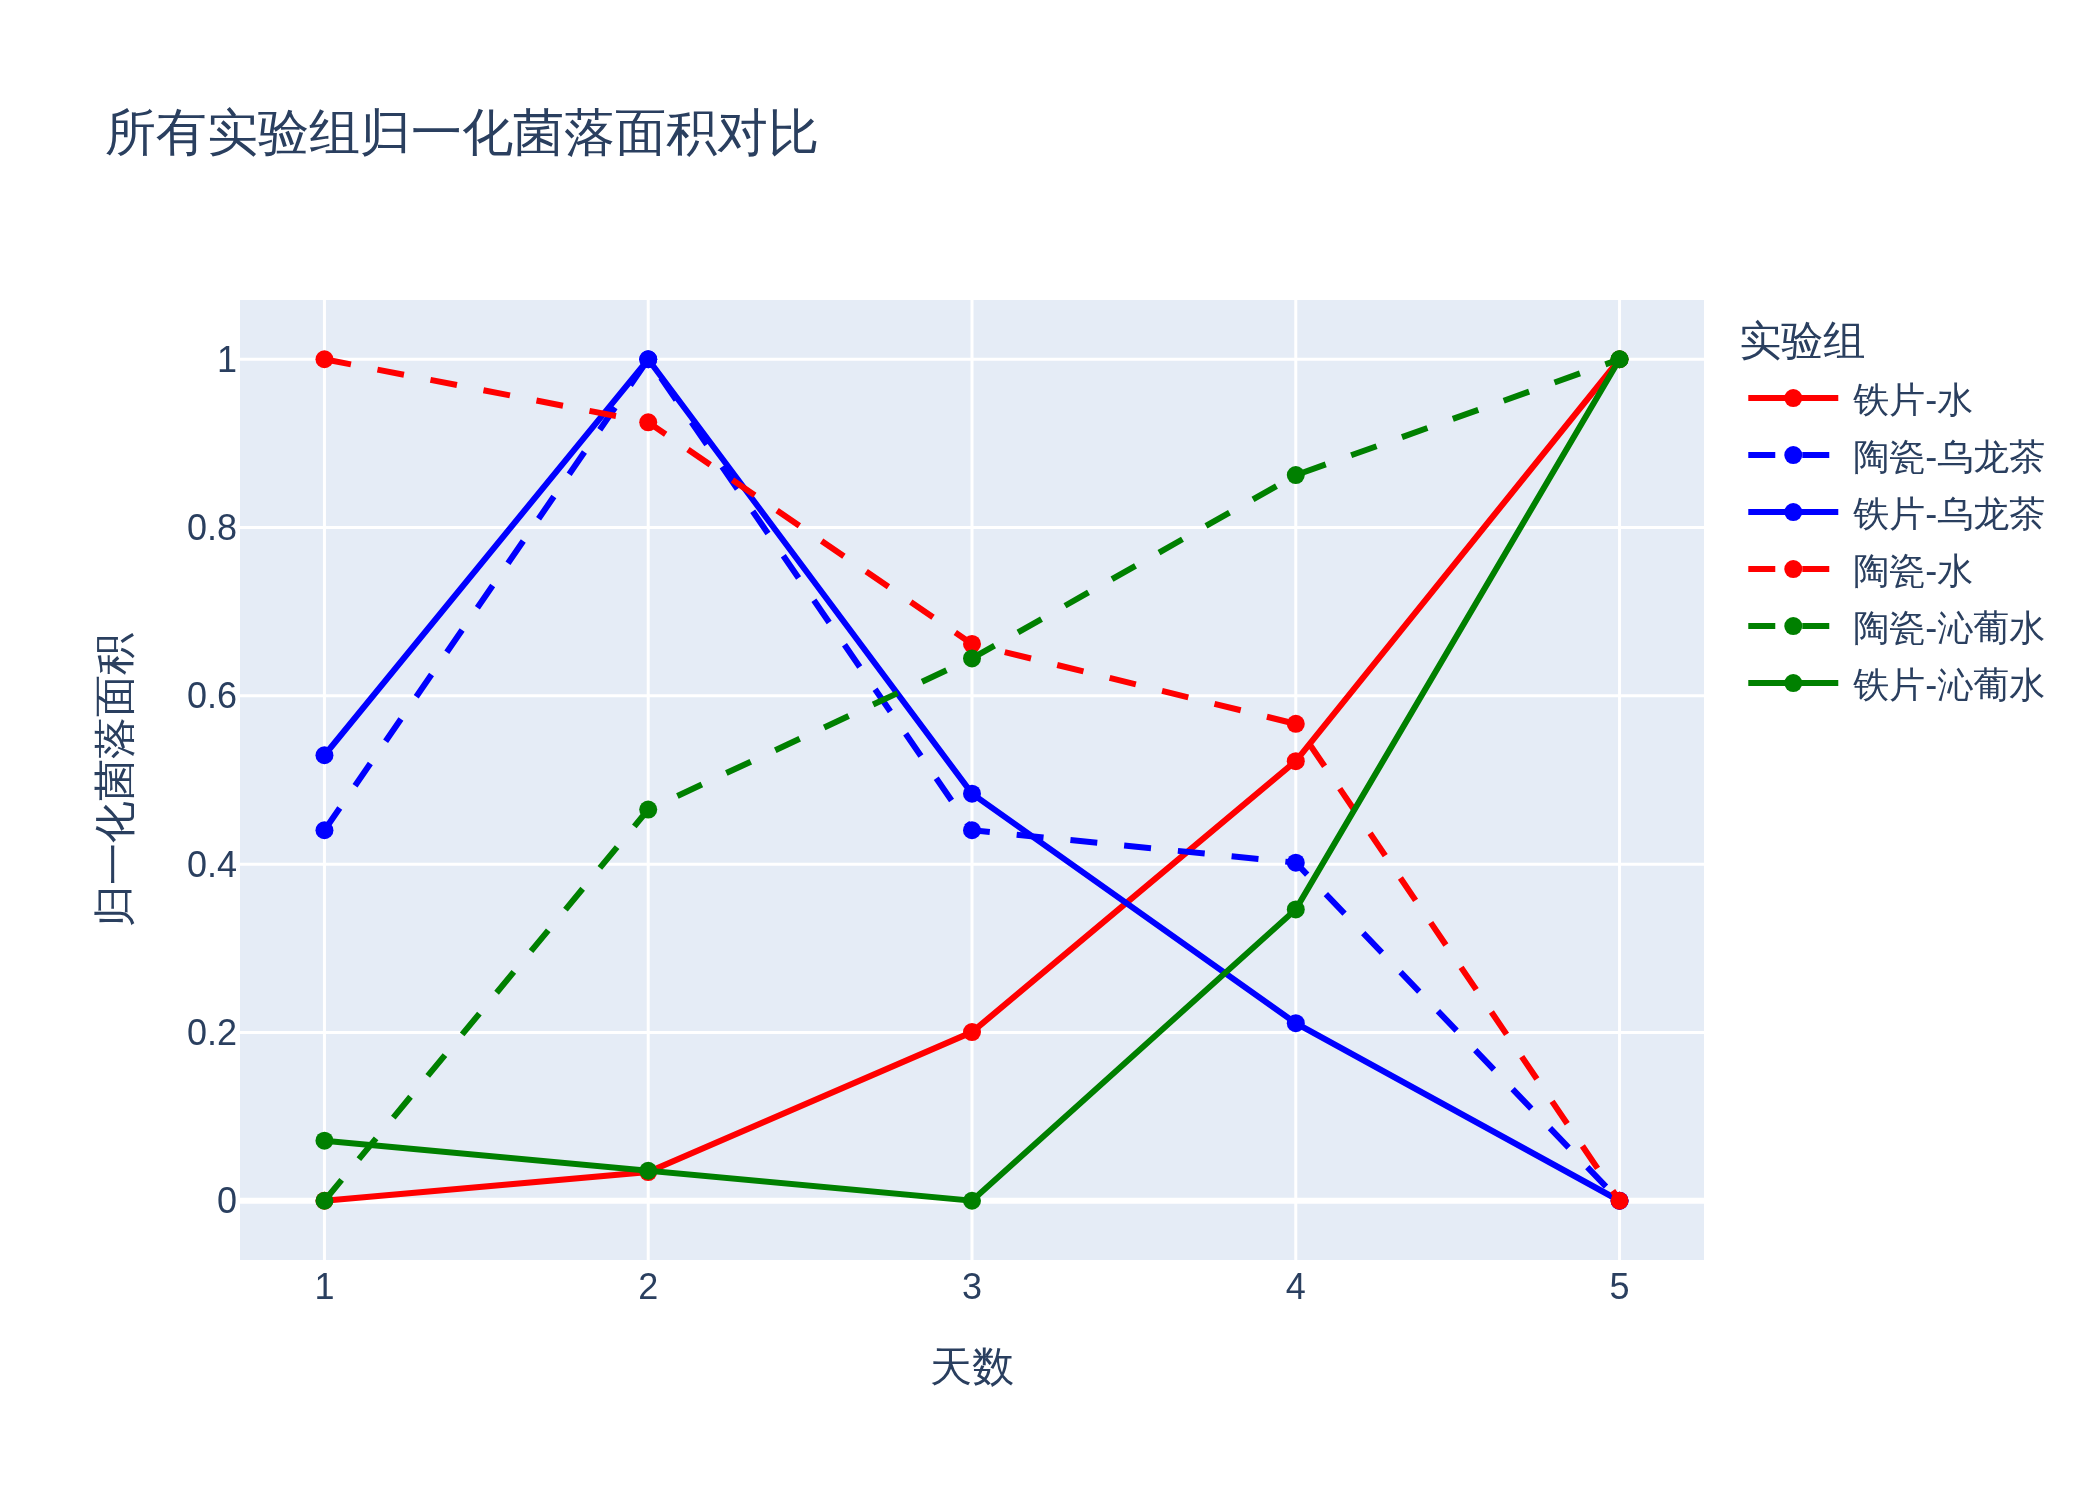 所有实验组归一化菌落面积对比
归一化菌落面积
1
0.8
0.6
0.4
0.2
0
1
2
3
4
5
天数
实验组
铁片-水
陶瓷-乌龙茶
铁片-乌龙茶
陶瓷-水
陶瓷-沁葡水
铁片-沁葡水